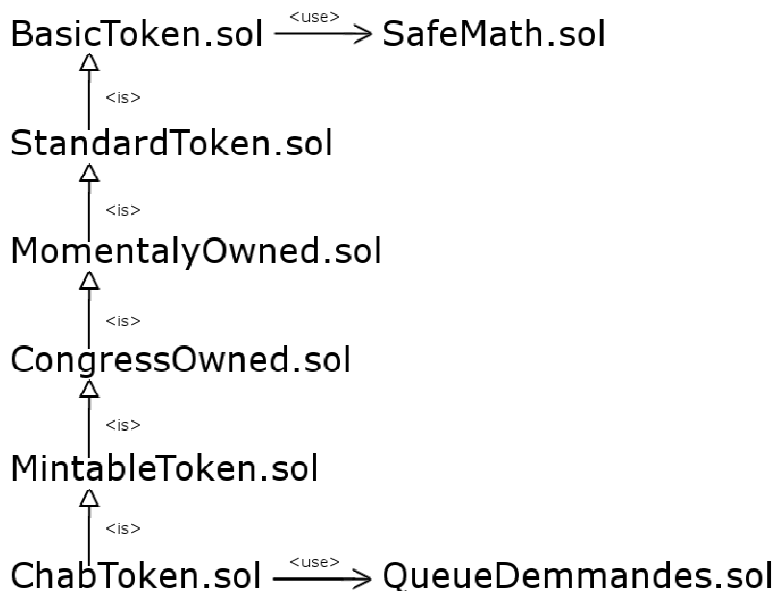 BasicToken.sol <use> SafeMath.sol
<is>
StandardToken.sol
<is>
MomentalyOwned.sol
<is>
CongressOwned.sol
<is>
MintableToken.sol
<is>
ChabToken.sol <use> QueueDemmandes.sol